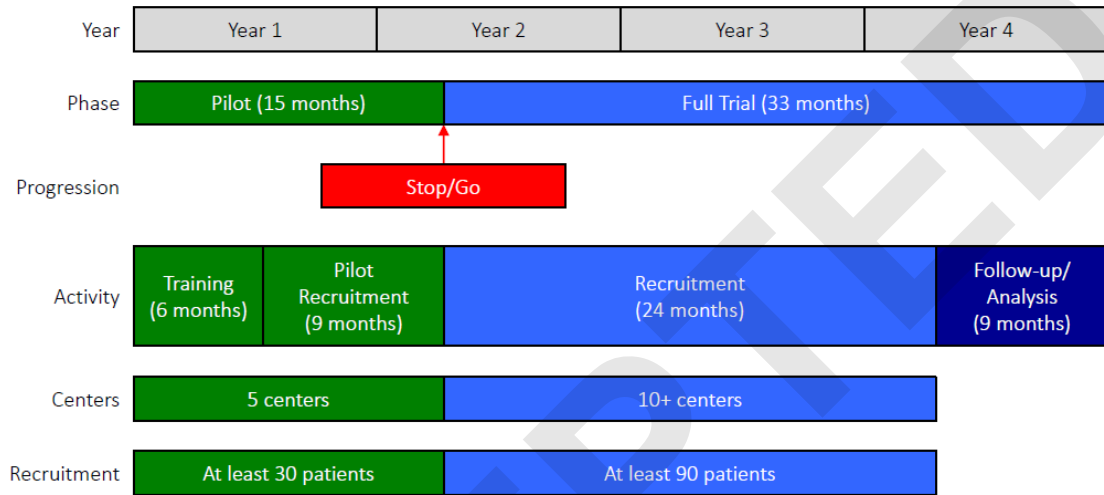 Year
Year 1
Year 2
Year 3
Year 4
Phase
Pilot (15 months)
Full Trial (33 months)
Progression
Stop/Go
Activity
Training
(6 months)
Pilot
Recruitment
(9 months)
Recruitment
(24 months)
Follow-up/
Analysis
(9 months)
Centers
5 centers
10+ centers
Recruitment
At least 30 patients
At least 90 patients
PTED